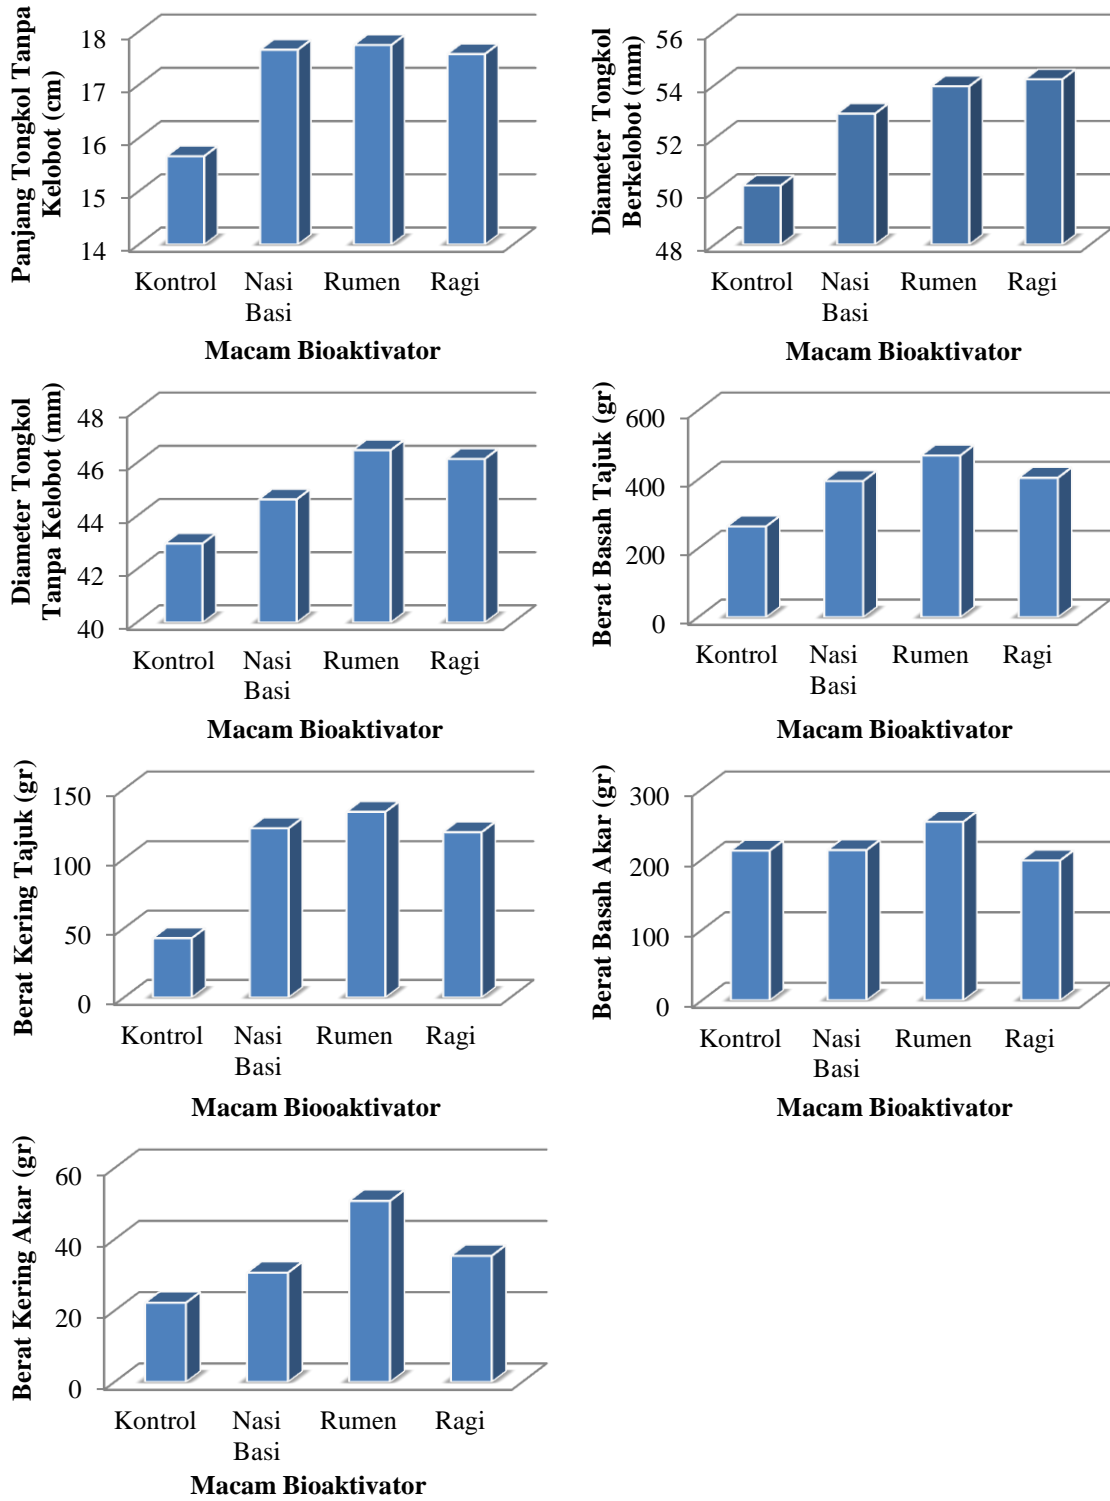 Panjang Tongkol Tanpa
Kelobot (cm)
18
17
16
15
14
Kontrol
Nasi
Basi
Rumen
Ragi
Macam Bioaktivator
Diameter Tongkol
Berkelobot (mm)
56
54
52
50
48
Kontrol
Nasi
Basi
Rumen
Ragi
Macam Bioaktivator
Diameter Tongkol
Tanpa Kelobot (mm)
48
46
44
42
40
Kontrol
Nasi
Basi
Rumen
Ragi
Macam Bioaktivator
Berat Basah Tajuk (gr)
600
400
200
0
Kontrol
Nasi
Basi
Rumen
Ragi
Macam Bioaktivator
Berat Kering Tajuk (gr)
150
100
50
0
Kontrol
Nasi
Basi
Rumen
Ragi
Macam Biooaktivator
Berat Basah Akar (gr)
300
200
100
0
Kontrol
Nasi
Basi
Rumen
Ragi
Macam Bioaktivator
Berat Kering Akar (gr)
60
40
20
0
Kontrol
Nasi
Basi
Rumen
Ragi
Macam Bioaktivator